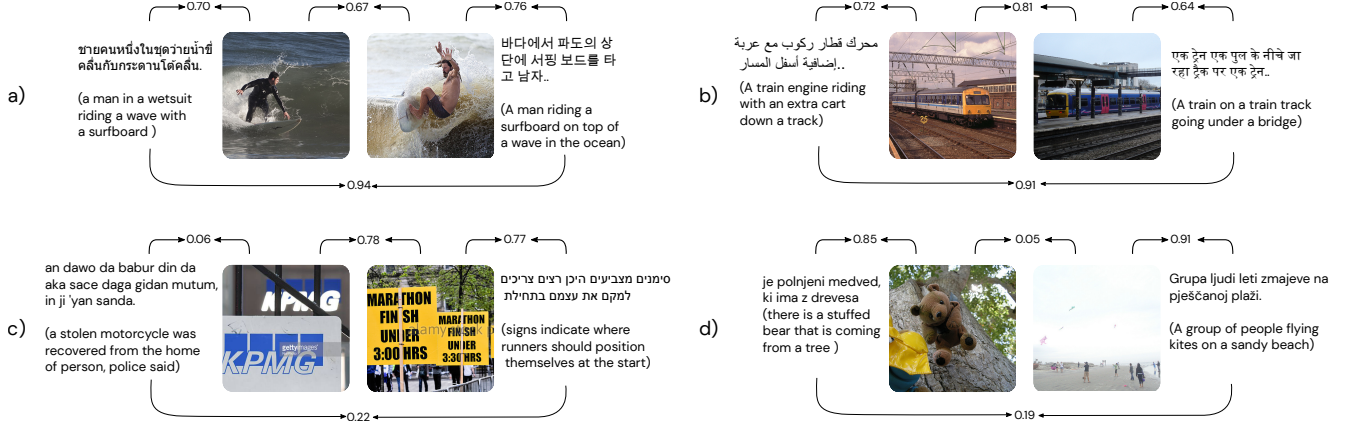 0.70
0.67
0.76
a)
ชายคนหนึ่งในชุดว่ายน้ำขี่
คลื่นกับกระดานโต้คลื่น.
(a man in a wetsuit
riding a wave with
a surfboard )
바다에서 파도의 상
단에 서핑 보드를 타
고 남자..
(A man riding a
surfboard on top of
a wave in the ocean)
0.94
0.72
0.81
0.64
b)
محرك قطار ركوب مع عربة
إضافية أسفل المسار..
(A train engine riding
with an extra cart
down a track)
एक ट्रेन एक पुल के नीचे जा
रहा ट्रैक पर एक ट्रेन..
(A train on a train track
going under a bridge)
0.91
0.06
0.78
0.77
c)
an dawo da babur din da
aka sace daga gidan mutum,
in ji 'yan sanda.
(a stolen motorcycle was
recovered from the home
of person, police said)
KPMG
gettyimages
KPMG
MARATHON
FINISH
UNDER
3:00 HRS
alamy
MARATHON
FINISH
UNDER
3:30 HRS
סימנים מצביעים היכן רצים צריכים
למקם את עצמם בתחילת
(signs indicate where
runners should position
themselves at the start)
0.22
0.85
0.05
0.91
d)
je polnjeni medved,
ki ima z drevesa
(there is a stuffed
bear that is coming
from a tree )
Grupa ljudi leti zmajeve na
pješčanoj plaži.
(A group of people flying
kites on a sandy beach)
0.19